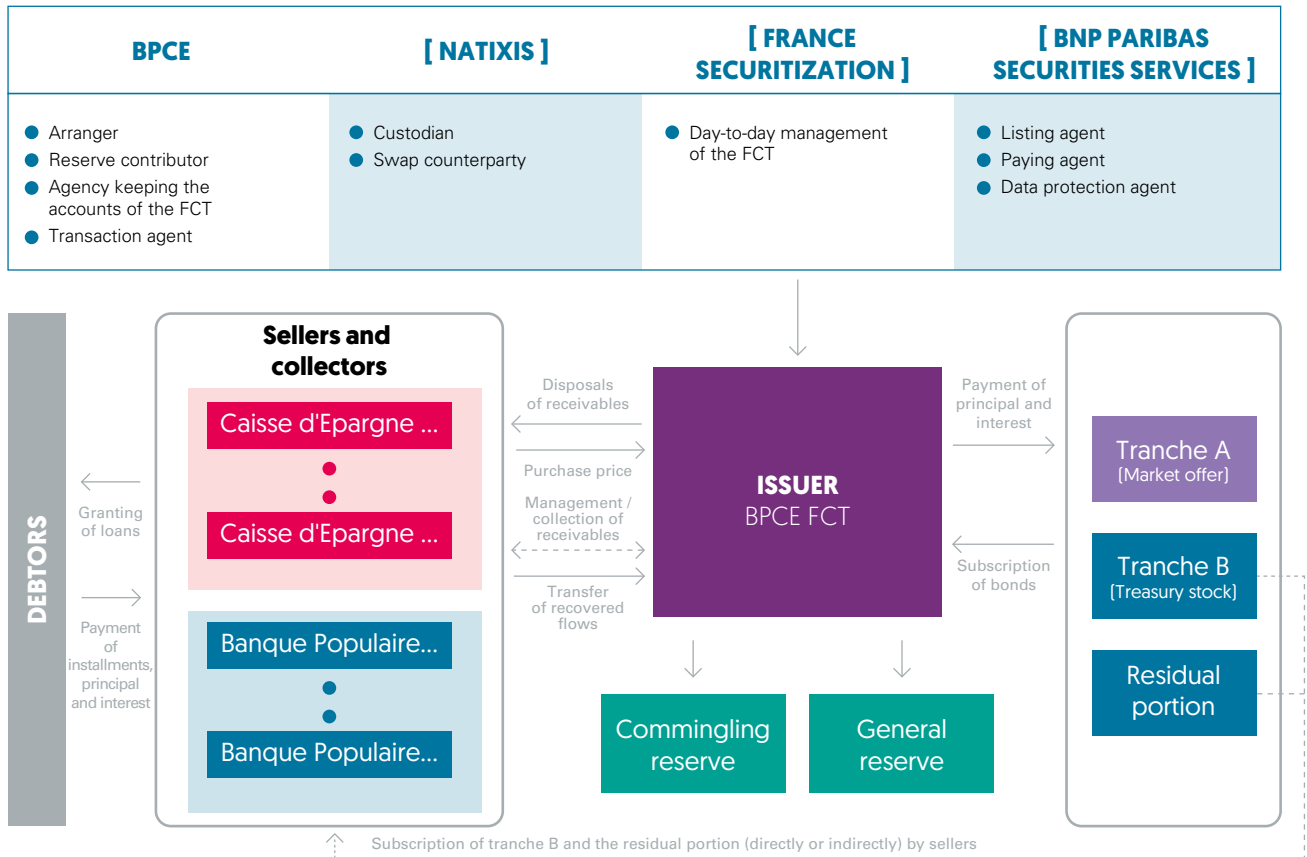 BPCE
[ NATIXIS ]
[ FRANCE
SECURITIZATION ]
[ BNP PARIBAS
SECURITIES SERVICES ]
Arranger
Reserve contributor
Agency keeping the
accounts of the FCT
Transaction agent
Custodian
Swap counterparty
Day-to-day management
of the FCT
Listing agent
Paying agent
Data protection agent
DEBTORS
Granting
of loans
Payment
of
installments,
principal
and interest
Sellers and
collectors
Caisse d'Epargne ...
Caisse d'Epargne ...
Banque Populaire...
Banque Populaire...
Disposals
of receivables
Purchase price
Management /
collection of
receivables
Transfer
of recovered
flows
ISSUER
BPCE FCT
Commingling
reserve
General
reserve
Payment of
principal and
interest
Subscription
of bonds
Tranche A
(Market offer)
Tranche B
(Treasury stock)
Residual
portion
Subscription of tranche B and the residual portion (directly or indirectly) by sellers